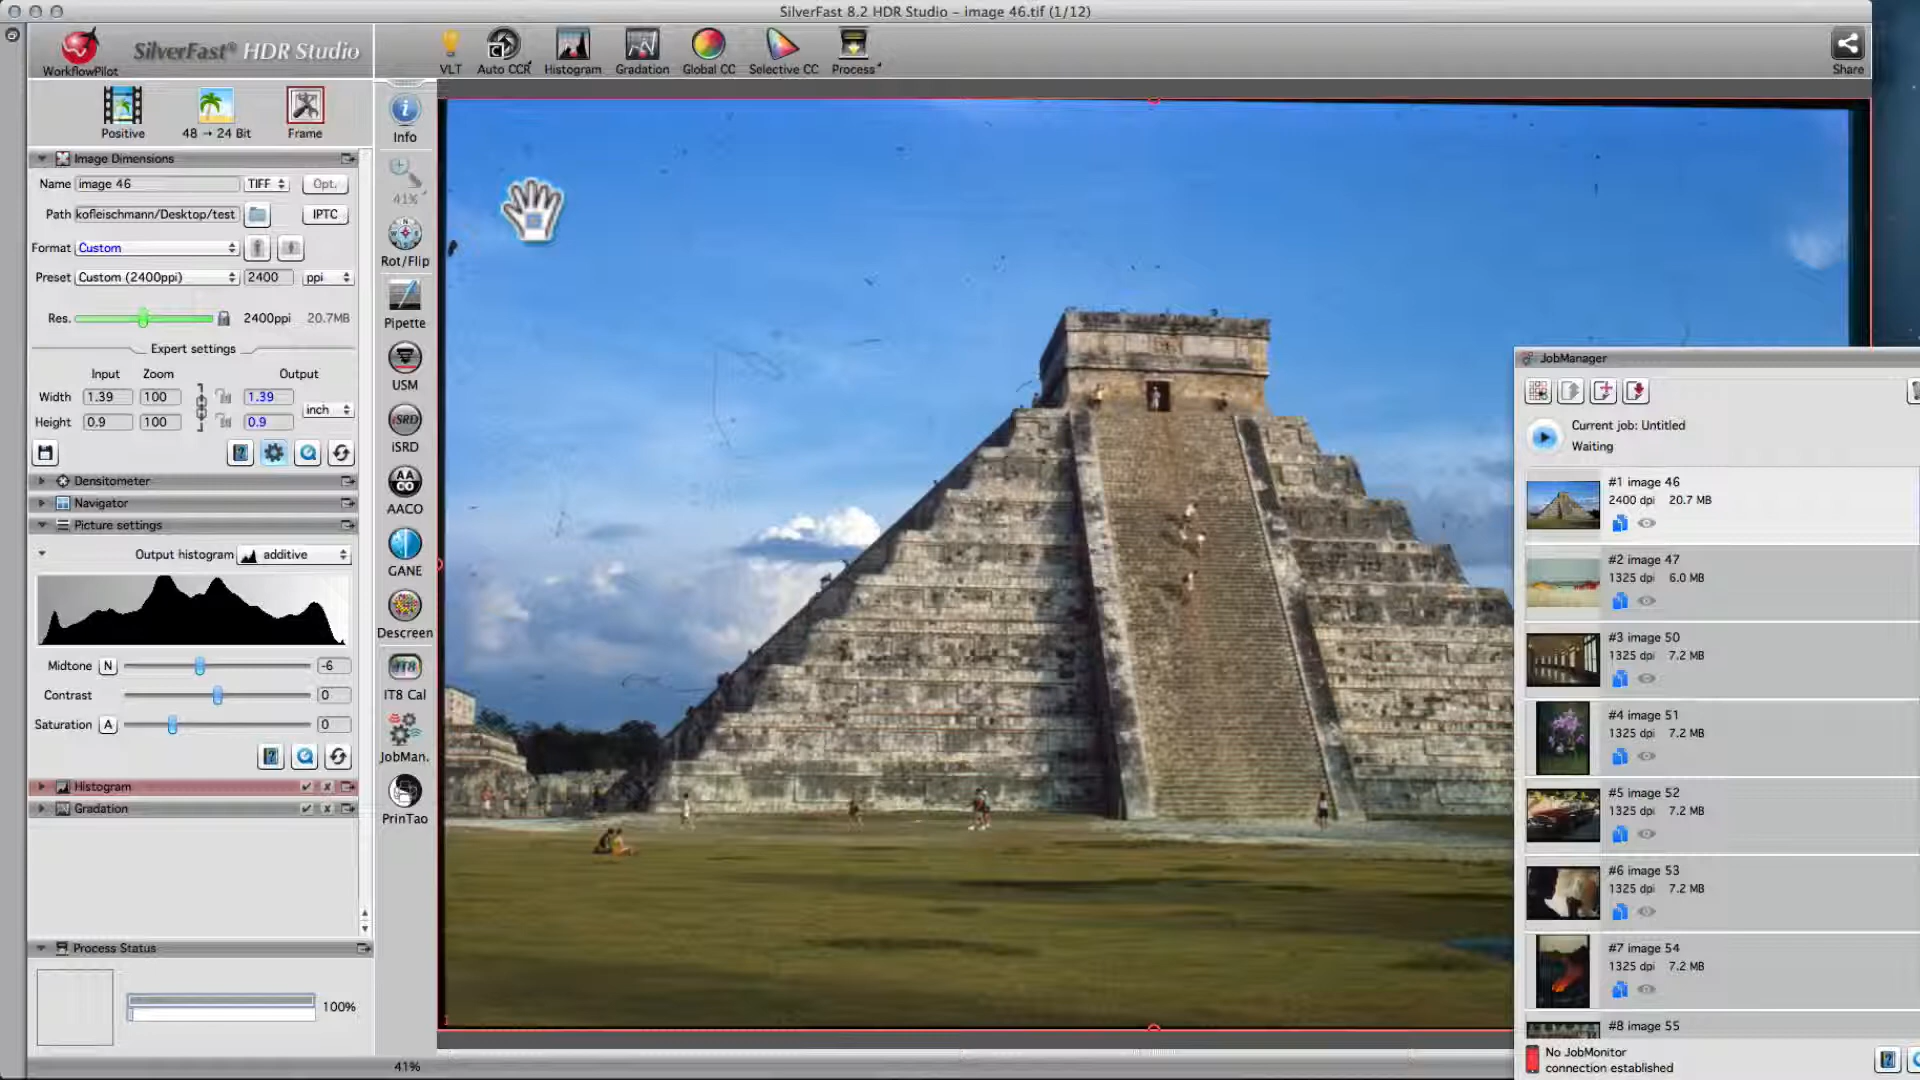 SilverFast 8.2 HDR Studio - image 46.tif (1/12)
WorkflowPilot
SilverFast® HDR Studio
VLT
Auto CCR
Histogram
Gradation
Global CC
Selective CC
Process
Share
Positive
48 → 24 Bit
Frame
Image Dimensions
Name image 46 TIFF Opt.
Path kofleischmann/Desktop/test IPTC
Format Custom
Preset Custom (2400ppi) 2400 ppi
Res. 2400ppi 20.7MB
Expert settings
Input Zoom Output
Width 1.39 100 1.39
inch
Height 0.9 100 0.9
Densitometer
Navigator
Picture settings
Output histogram additive
Midtone N -6
Contrast 0
Saturation A 0
Histogram
Gradation
Process Status
100%
Info
41%
Rot/Flip
Pipette
USM
iSRD
iSRD
AA
CO
AACO
GANE
Descreen
IT8
IT8 Cal
JobMan.
PrinTao
41%
1
JobManager
Current job: Untitled
Waiting
#1 image 46
2400 dpi 20.7 MB
#2 image 47
1325 dpi 6.0 MB
#3 image 50
1325 dpi 7.2 MB
#4 image 51
1325 dpi 7.2 MB
#5 image 52
1325 dpi 7.2 MB
#6 image 53
1325 dpi 7.2 MB
#7 image 54
1325 dpi 7.2 MB
#8 image 55
No JobMonitor
connection established